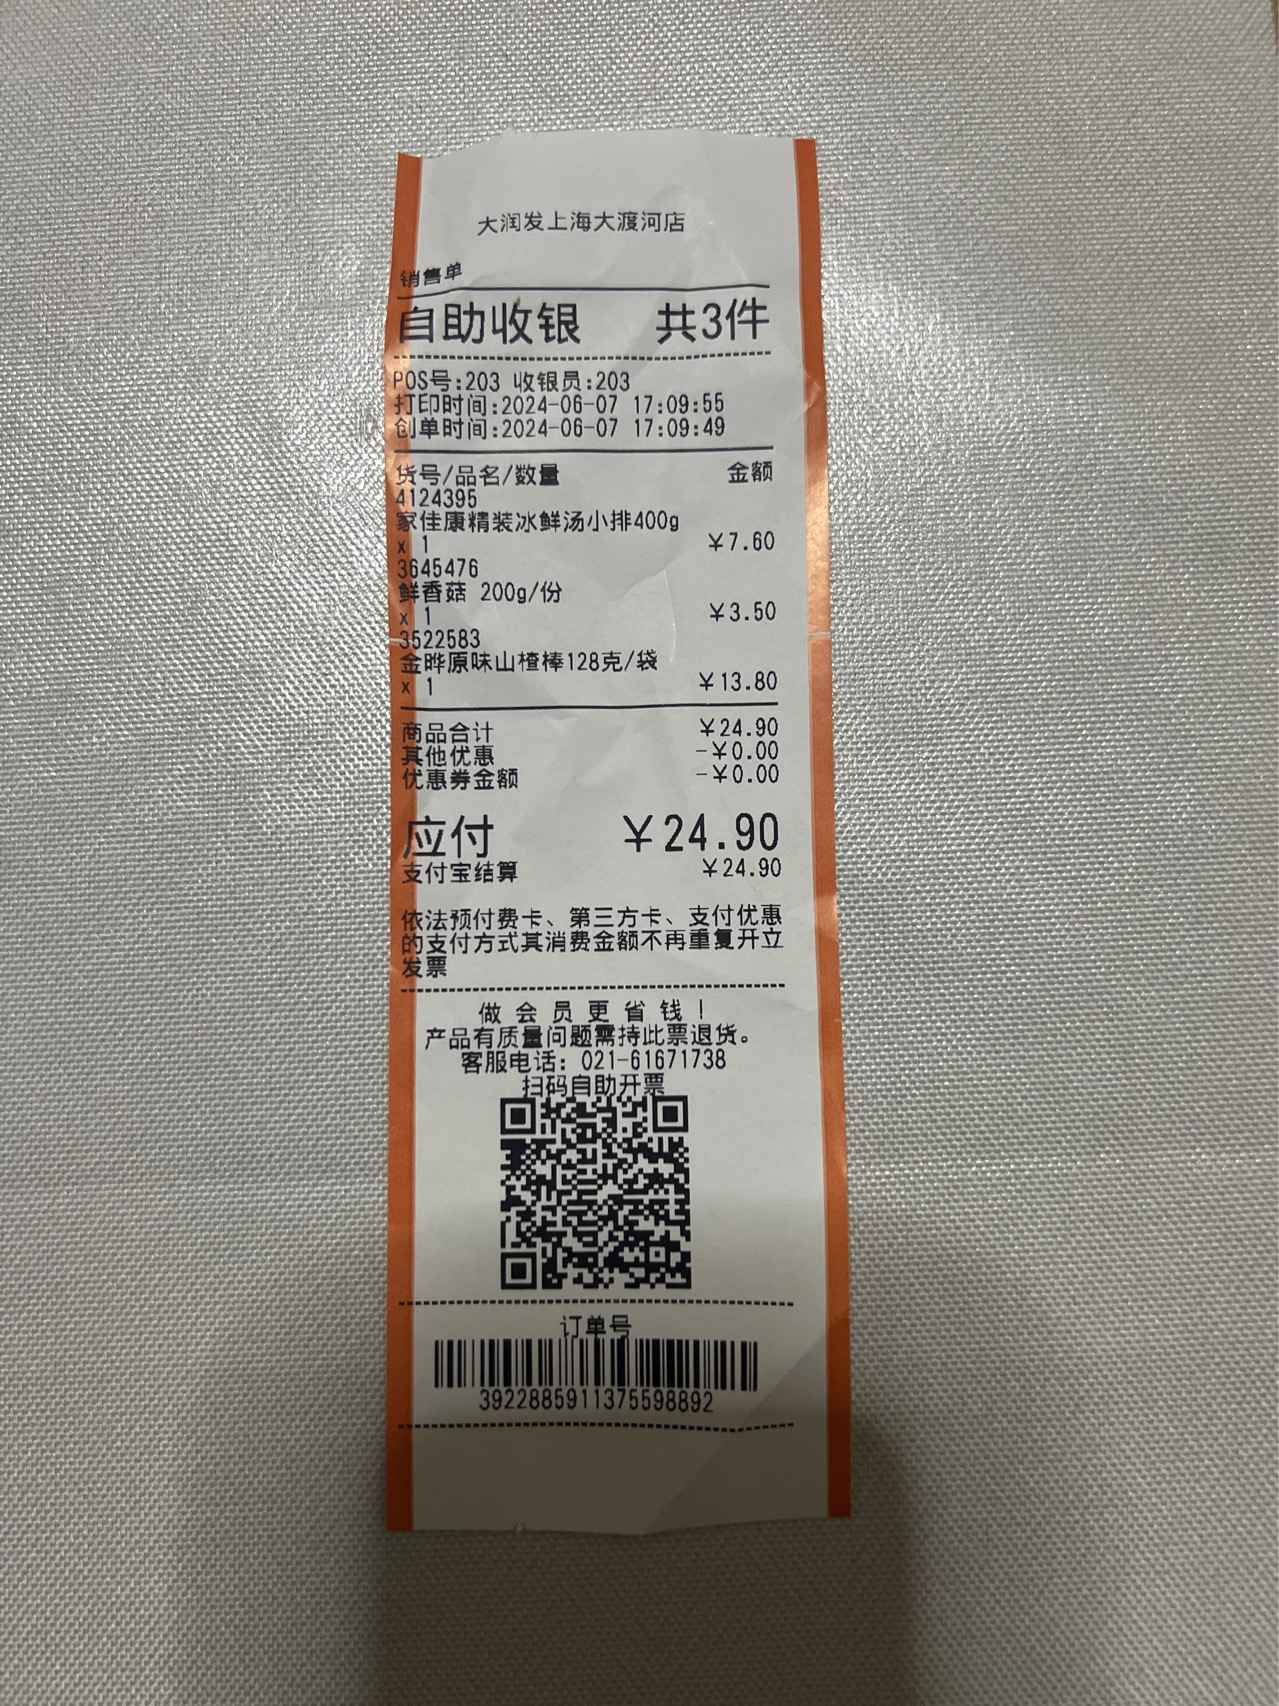 大润发上海大渡河店
销售单
自助收银 共3件
POS号:203 收银员:203
打印时间:2024-06-07 17:09:55
创单时间:2024-06-07 17:09:49
货号/品名/数量 金额
4124395
家佳康精装冰鲜汤小排400g
x 1 ¥7.60
3645476
鲜香菇 200g/份
x 1 ¥3.50
3522583
金晔原味山楂棒128克/袋
x 1 ¥13.80
商品合计 ¥24.90
其他优惠 -¥0.00
优惠券金额 -¥0.00
应付 ¥24.90
支付宝结算 ¥24.90
依法预付费卡、第三方卡、支付优惠
的支付方式其消费金额不再重复开立
发票
做会员更省钱！
产品有质量问题需持此票退货。
客服电话：021-61671738
扫码自助开票
订单号
3922885911375598892